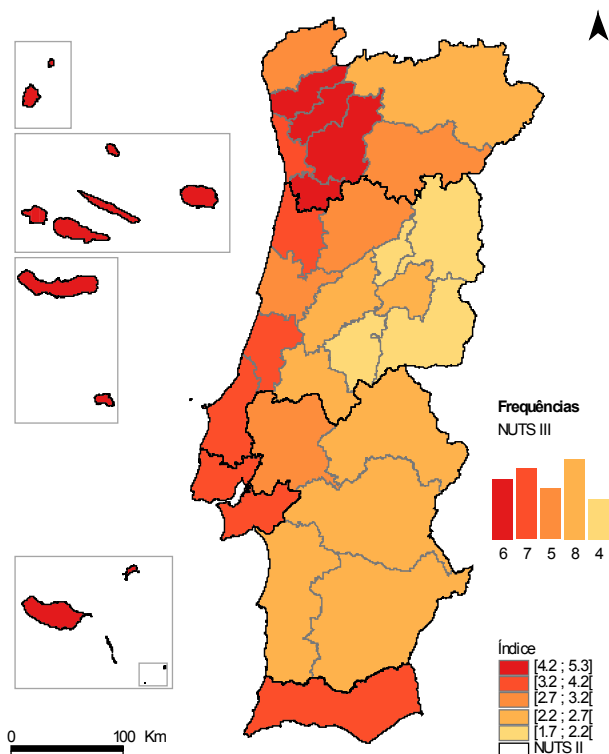 Frequências
NUTS III
6 7 5 8 4
Índice
[4.2 ; 5.3]
[3.2 ; 4.2[
[2.7 ; 3.2[
[2.2 ; 2.7[
[1.7 ; 2.2[
NUTS II
0 100 Km